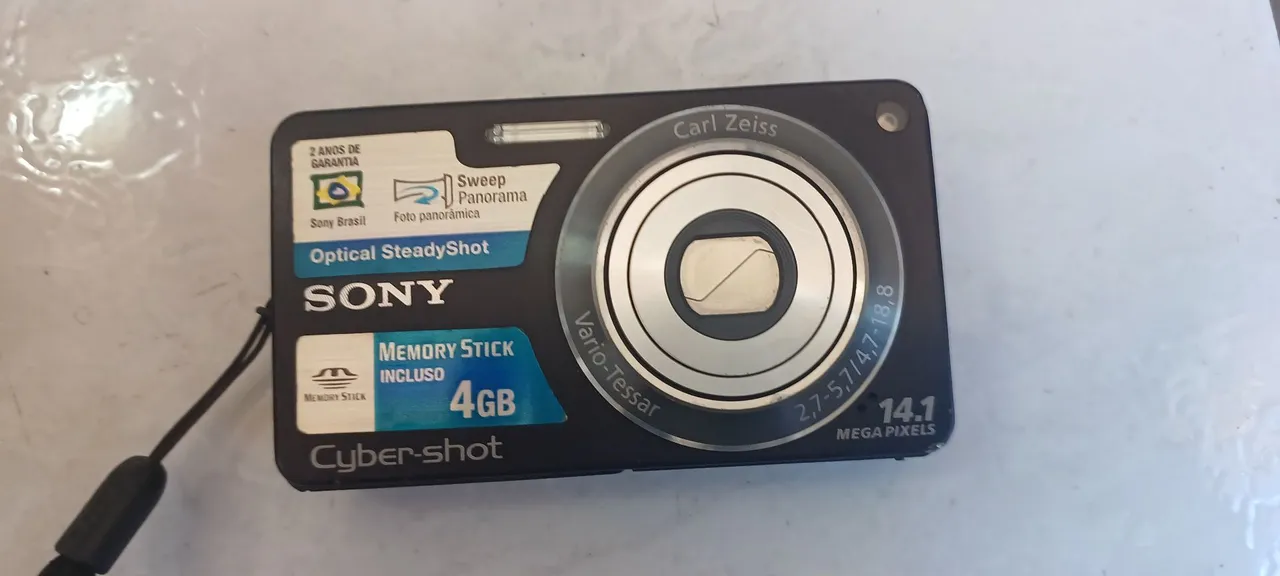 2 ANOS DE
GARANTIA
Sony Brasil
Sweep
Panorama
Foto panorâmica
Optical SteadyShot
SONY
MEMORY STICK
INCLUSO
4GB
MEMORY STICK
Cyber-shot
Carl Zeiss
Vario-Tessar
2,7-5,7/4,7-18,8
14.1
MEGA PIXELS